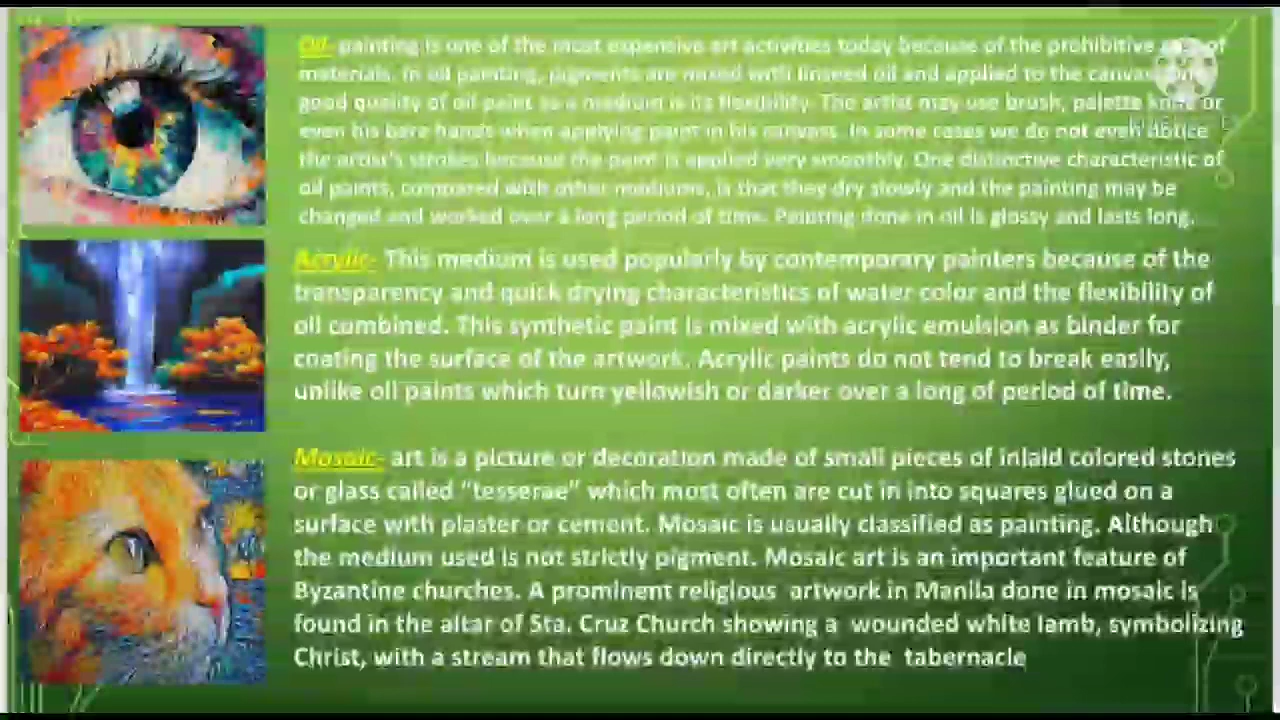 Oil- painting is one of the most expensive art activities today because of the prohibitive cost of
materials. In oil painting, pigments are mixed with linseed oil and applied to the canvas. One
good quality of oil paint as a medium is its flexibility. The artist may use brush, palette knife or
even his bare hands when applying paint in his canvass. In some cases we do not even notice
the artist's strokes because the paint is applied very smoothly. One distinctive characteristic of
oil paints, compared with other mediums, is that they dry slowly and the painting may be
changed and worked over a long period of time. Painting done in oil is glossy and lasts long.
Acrylic- This medium is used popularly by contemporary painters because of the
transparency and quick drying characteristics of water color and the flexibility of
oil combined. This synthetic paint is mixed with acrylic emulsion as binder for
coating the surface of the artwork. Acrylic paints do not tend to break easily,
unlike oil paints which turn yellowish or darker over a long of period of time.
Mosaic- art is a picture or decoration made of small pieces of inlaid colored stones
or glass called "tesserae" which most often are cut in into squares glued on a
surface with plaster or cement. Mosaic is usually classified as painting. Although
the medium used is not strictly pigment. Mosaic art is an important feature of
Byzantine churches. A prominent religious artwork in Manila done in mosaic is
found in the altar of Sta. Cruz Church showing a wounded white lamb, symbolizing
Christ, with a stream that flows down directly to the tabernacle